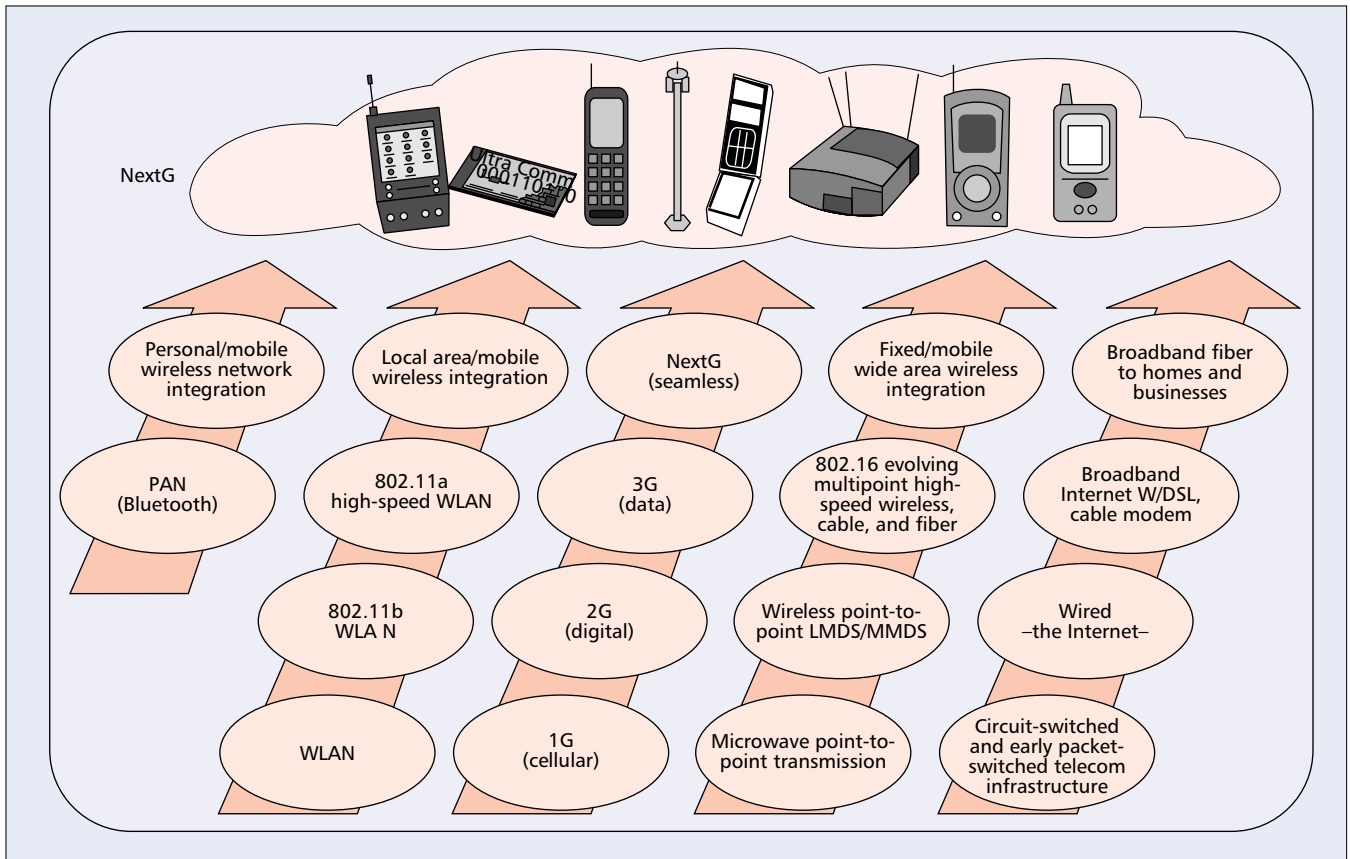 NextG
Ultra Comm
000110110
Personal/mobile
wireless network
integration
Local area/mobile
wireless integration
NextG
(seamless)
Fixed/mobile
wide area wireless
integration
Broadband fiber
to homes and
businesses
PAN
(Bluetooth)
802.11a
high-speed WLAN
3G
(data)
802.16 evolving
multipoint high-
speed wireless,
cable, and fiber
Broadband
Internet W/DSL,
cable modem
802.11b
WLA N
2G
(digital)
Wireless point-to-
point LMDS/MMDS
Wired
–the Internet–
WLAN
1G
(cellular)
Microwave point-to-
point transmission
Circuit-switched
and early packet-
switched telecom
infrastructure